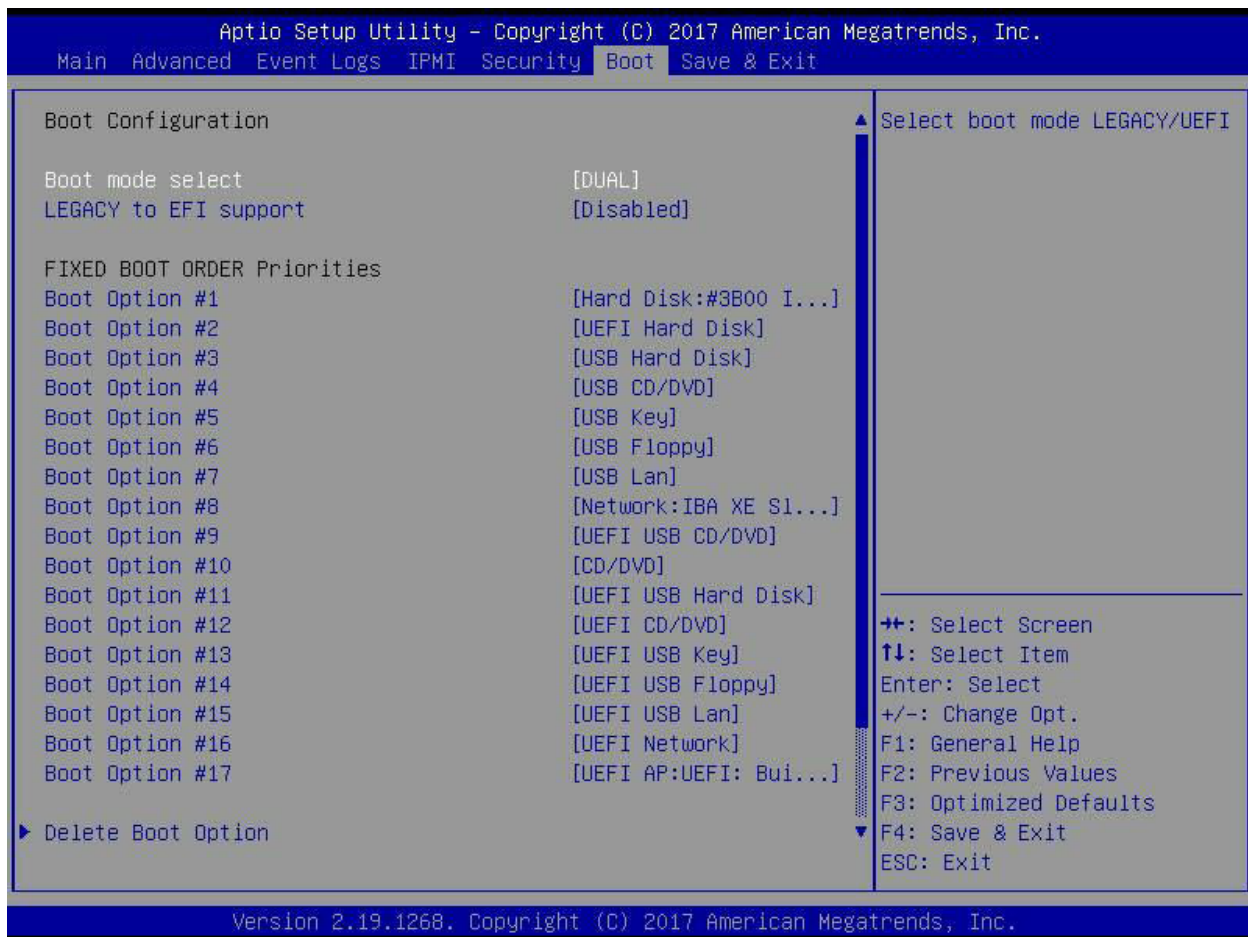 Aptio Setup Utility – Copyright (C) 2017 American Megatrends, Inc.
Main Advanced Event Logs IPMI Security Boot Save & Exit
Boot Configuration
Select boot mode LEGACY/UEFI
Boot mode select [DUAL]
LEGACY to EFI support [Disabled]
FIXED BOOT ORDER Priorities
Boot Option #1 [Hard Disk:#3B00 I...]
Boot Option #2 [UEFI Hard Disk]
Boot Option #3 [USB Hard Disk]
Boot Option #4 [USB CD/DVD]
Boot Option #5 [USB Key]
Boot Option #6 [USB Floppy]
Boot Option #7 [USB Lan]
Boot Option #8 [Network:IBA XE Sl...]
Boot Option #9 [UEFI USB CD/DVD]
Boot Option #10 [CD/DVD]
Boot Option #11 [UEFI USB Hard Disk]
Boot Option #12 [UEFI CD/DVD]
Boot Option #13 [UEFI USB Key]
Boot Option #14 [UEFI USB Floppy]
Boot Option #15 [UEFI USB Lan]
Boot Option #16 [UEFI Network]
Boot Option #17 [UEFI AP:UEFI: Bui...]
Delete Boot Option
→←: Select Screen
↑↓: Select Item
Enter: Select
+/-: Change Opt.
F1: General Help
F2: Previous Values
F3: Optimized Defaults
F4: Save & Exit
ESC: Exit
Version 2.19.1268. Copyright (C) 2017 American Megatrends, Inc.